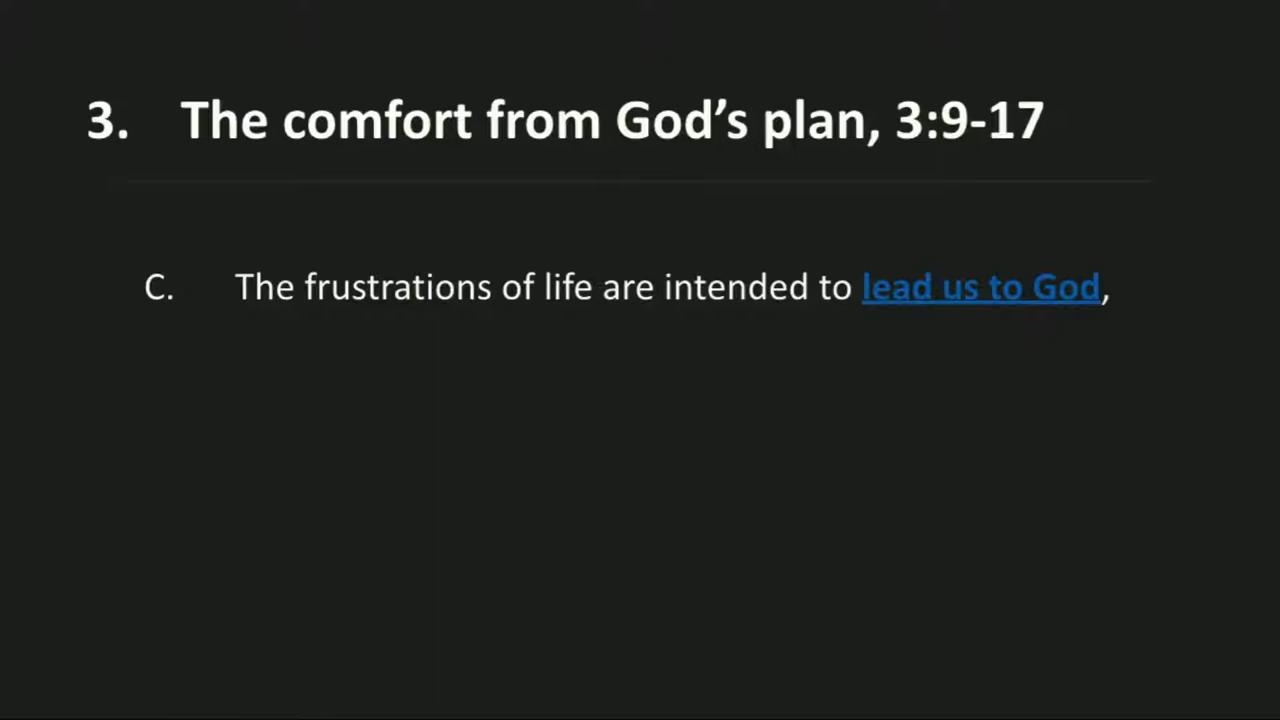 3. The comfort from God’s plan, 3:9-17
C. The frustrations of life are intended to lead us to God,